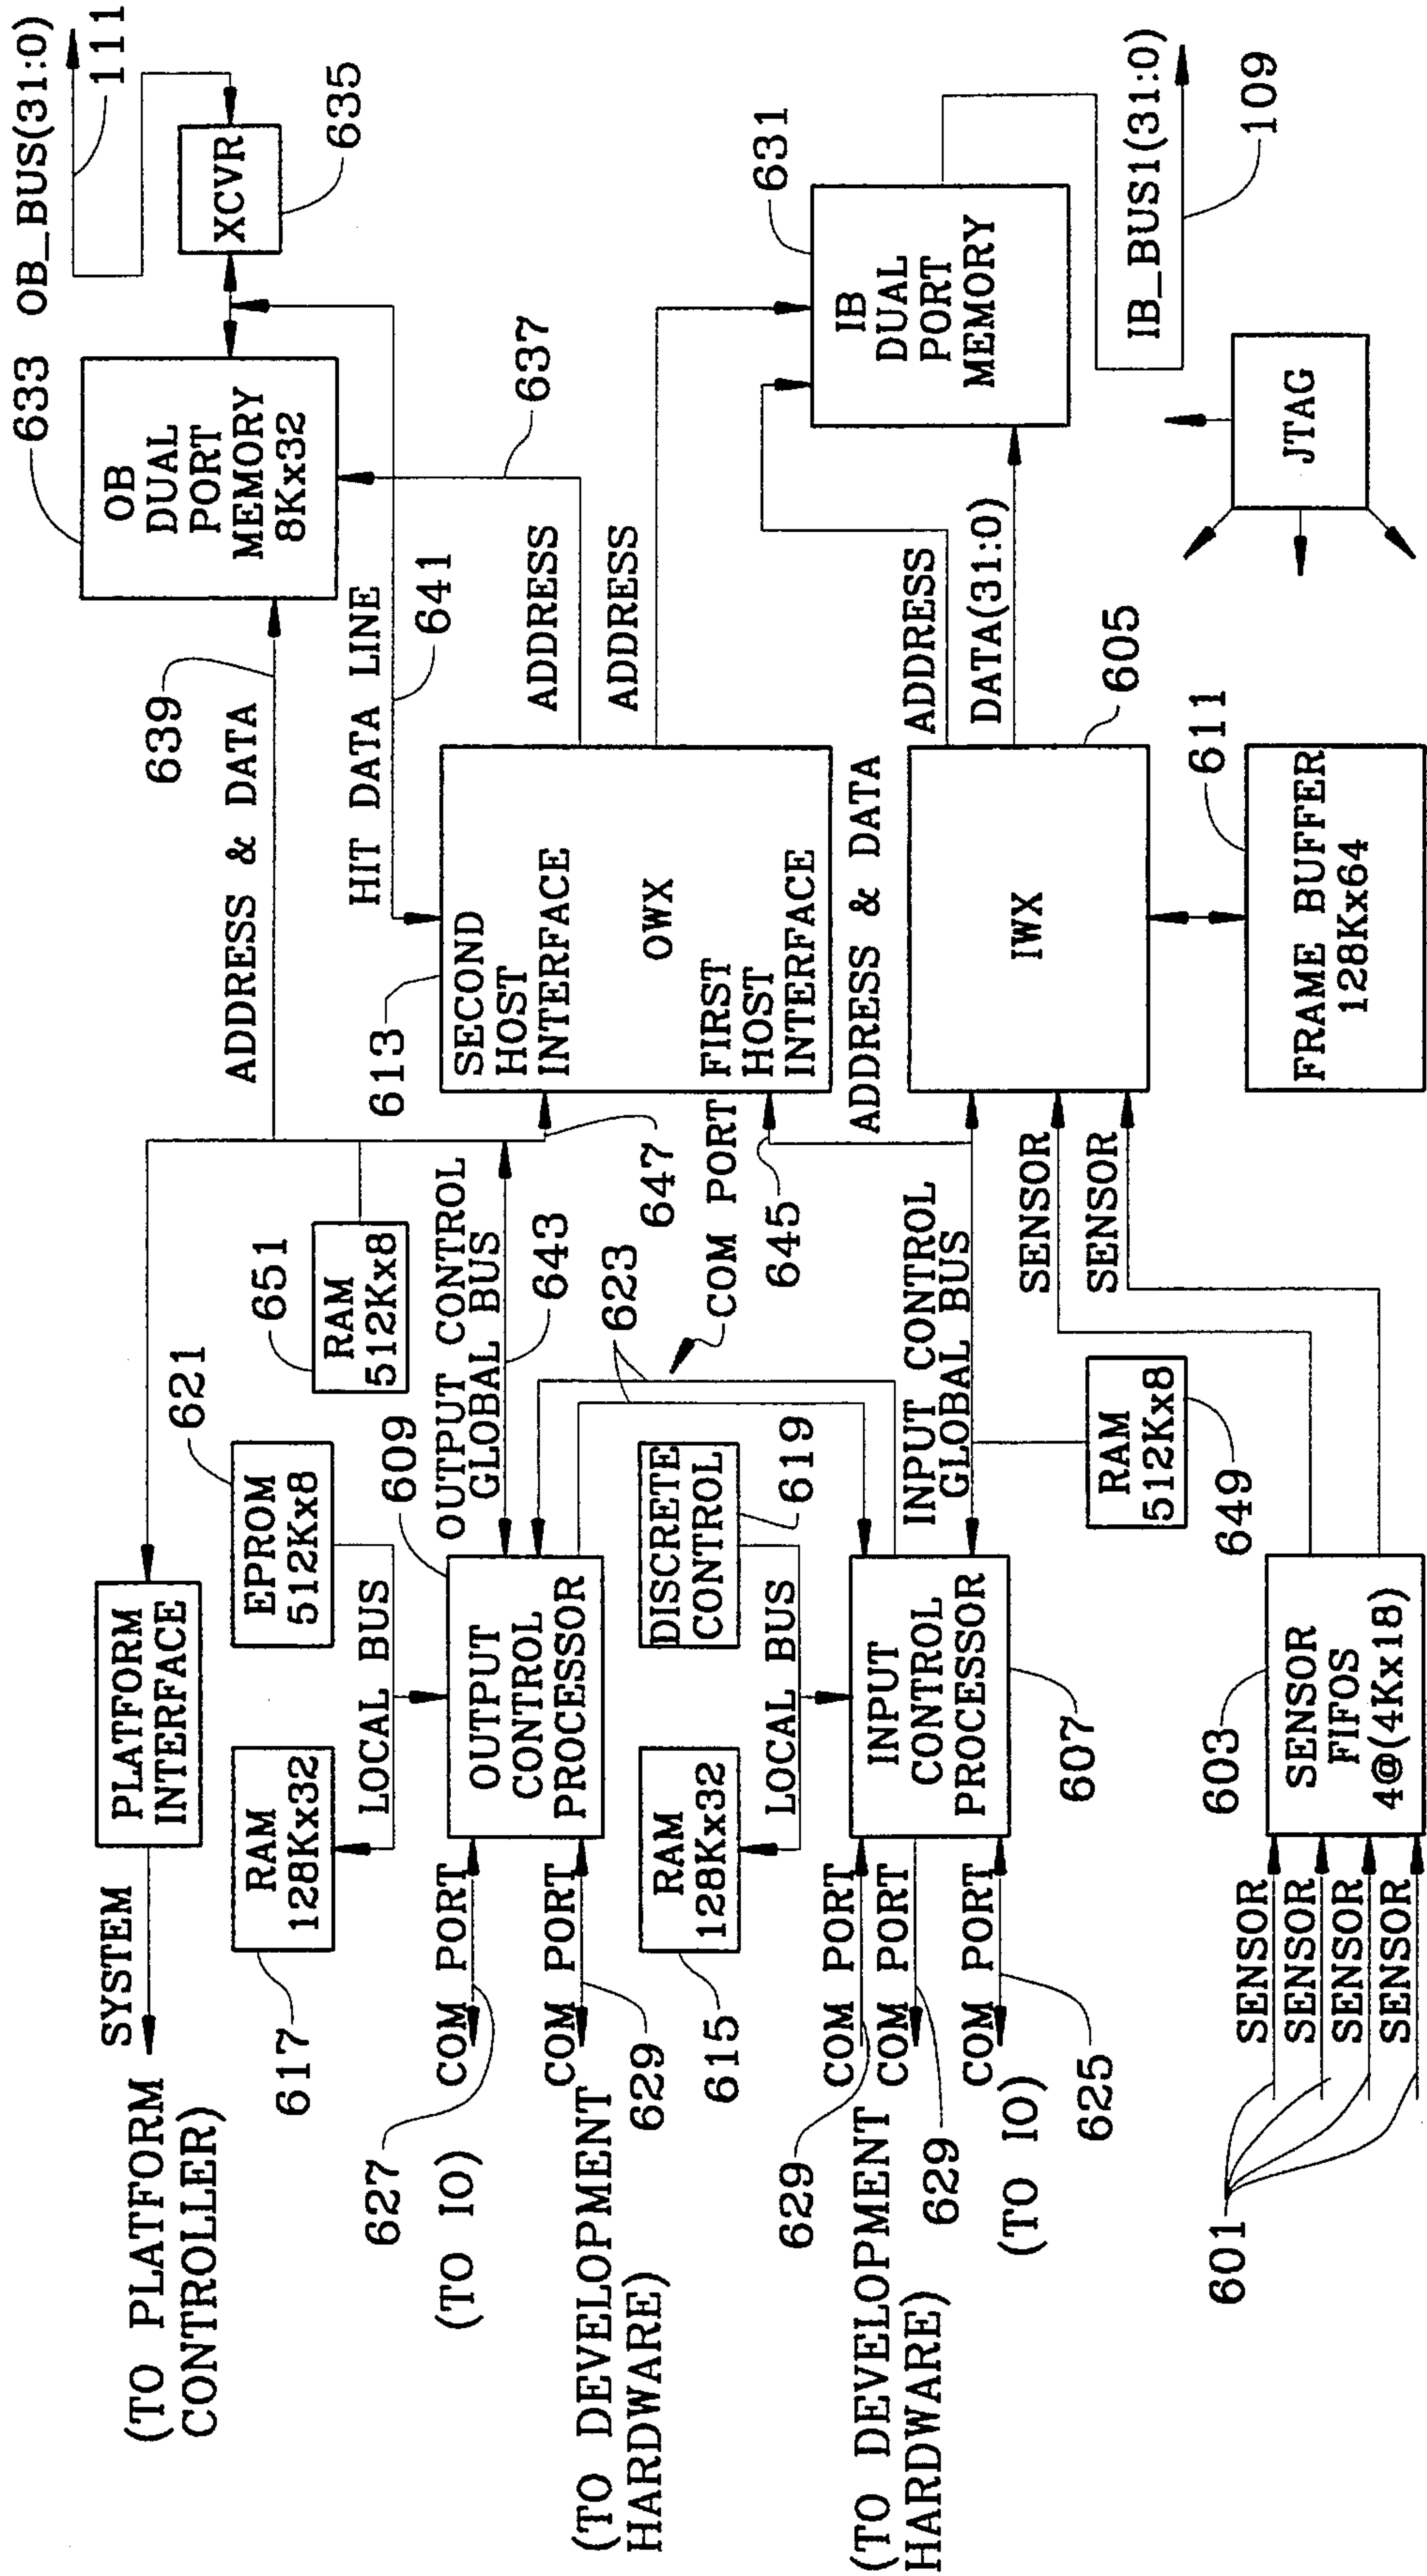 (TO PLATFORM
CONTROLLER)
SYSTEM
PLATFORM
INTERFACE
617
RAM
128Kx32
EPROM
512Kx8
621
LOCAL BUS
RAM
512Kx8
651
ADDRESS & DATA
639
OB
DUAL
PORT
MEMORY
8Kx32
633
OB_BUS(31:0)
111
XCVR
635
627
(TO IO)
COM PORT
COM PORT
629
(TO DEVELOPMENT
HARDWARE)
OUTPUT
CONTROL
PROCESSOR
609
OUTPUT CONTROL
GLOBAL BUS
643
623
COM PORT
647
645
613
SECOND
HOST
INTERFACE
OWX
FIRST
HOST
INTERFACE
HIT DATA LINE
641
ADDRESS
637
ADDRESS
615
RAM
128Kx32
DISCRETE
CONTROL
619
LOCAL BUS
629
COM PORT
COM PORT
629
(TO DEVELOPMENT
HARDWARE)
COM PORT
625
(TO IO)
INPUT
CONTROL
PROCESSOR
607
INPUT CONTROL
GLOBAL BUS
RAM
512Kx8
649
ADDRESS & DATA
SENSOR
SENSOR
IWX
605
ADDRESS
DATA(31:0)
IB
DUAL
PORT
MEMORY
631
IB_BUS1(31:0)
109
601
SENSOR
SENSOR
SENSOR
SENSOR
603
SENSOR
FIFOS
4@(4Kx18)
FRAME BUFFER
128Kx64
611
JTAG